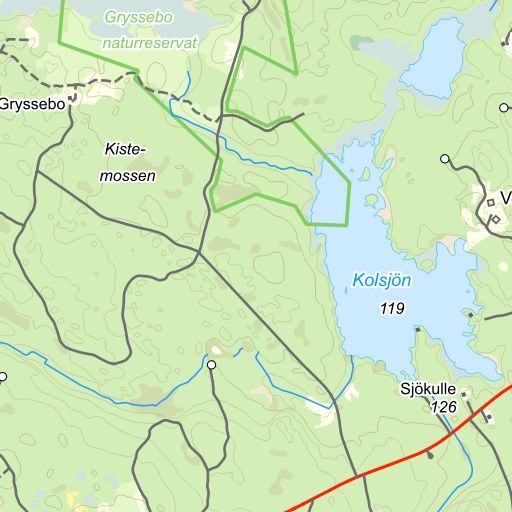 Gryssebo
naturreservat
Gryssebo
Kiste-
mossen
V
Kolsjön
119
Sjökulle
126